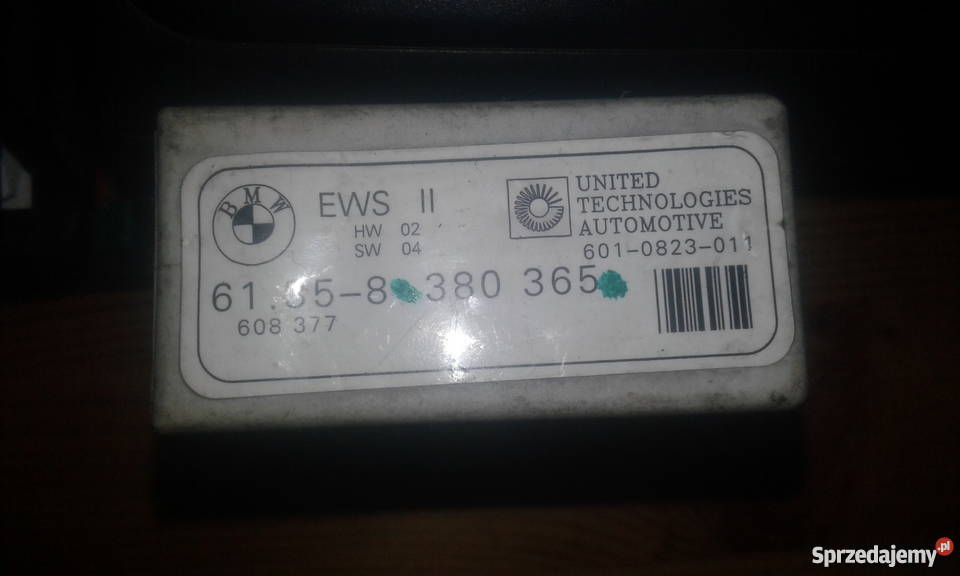 BMW
EWS II
HW 02
SW 04
UNITED
TECHNOLOGIES
AUTOMOTIVE
601-0823-011
61.35-8 380 365
608 377
Sprzedajemy.pl